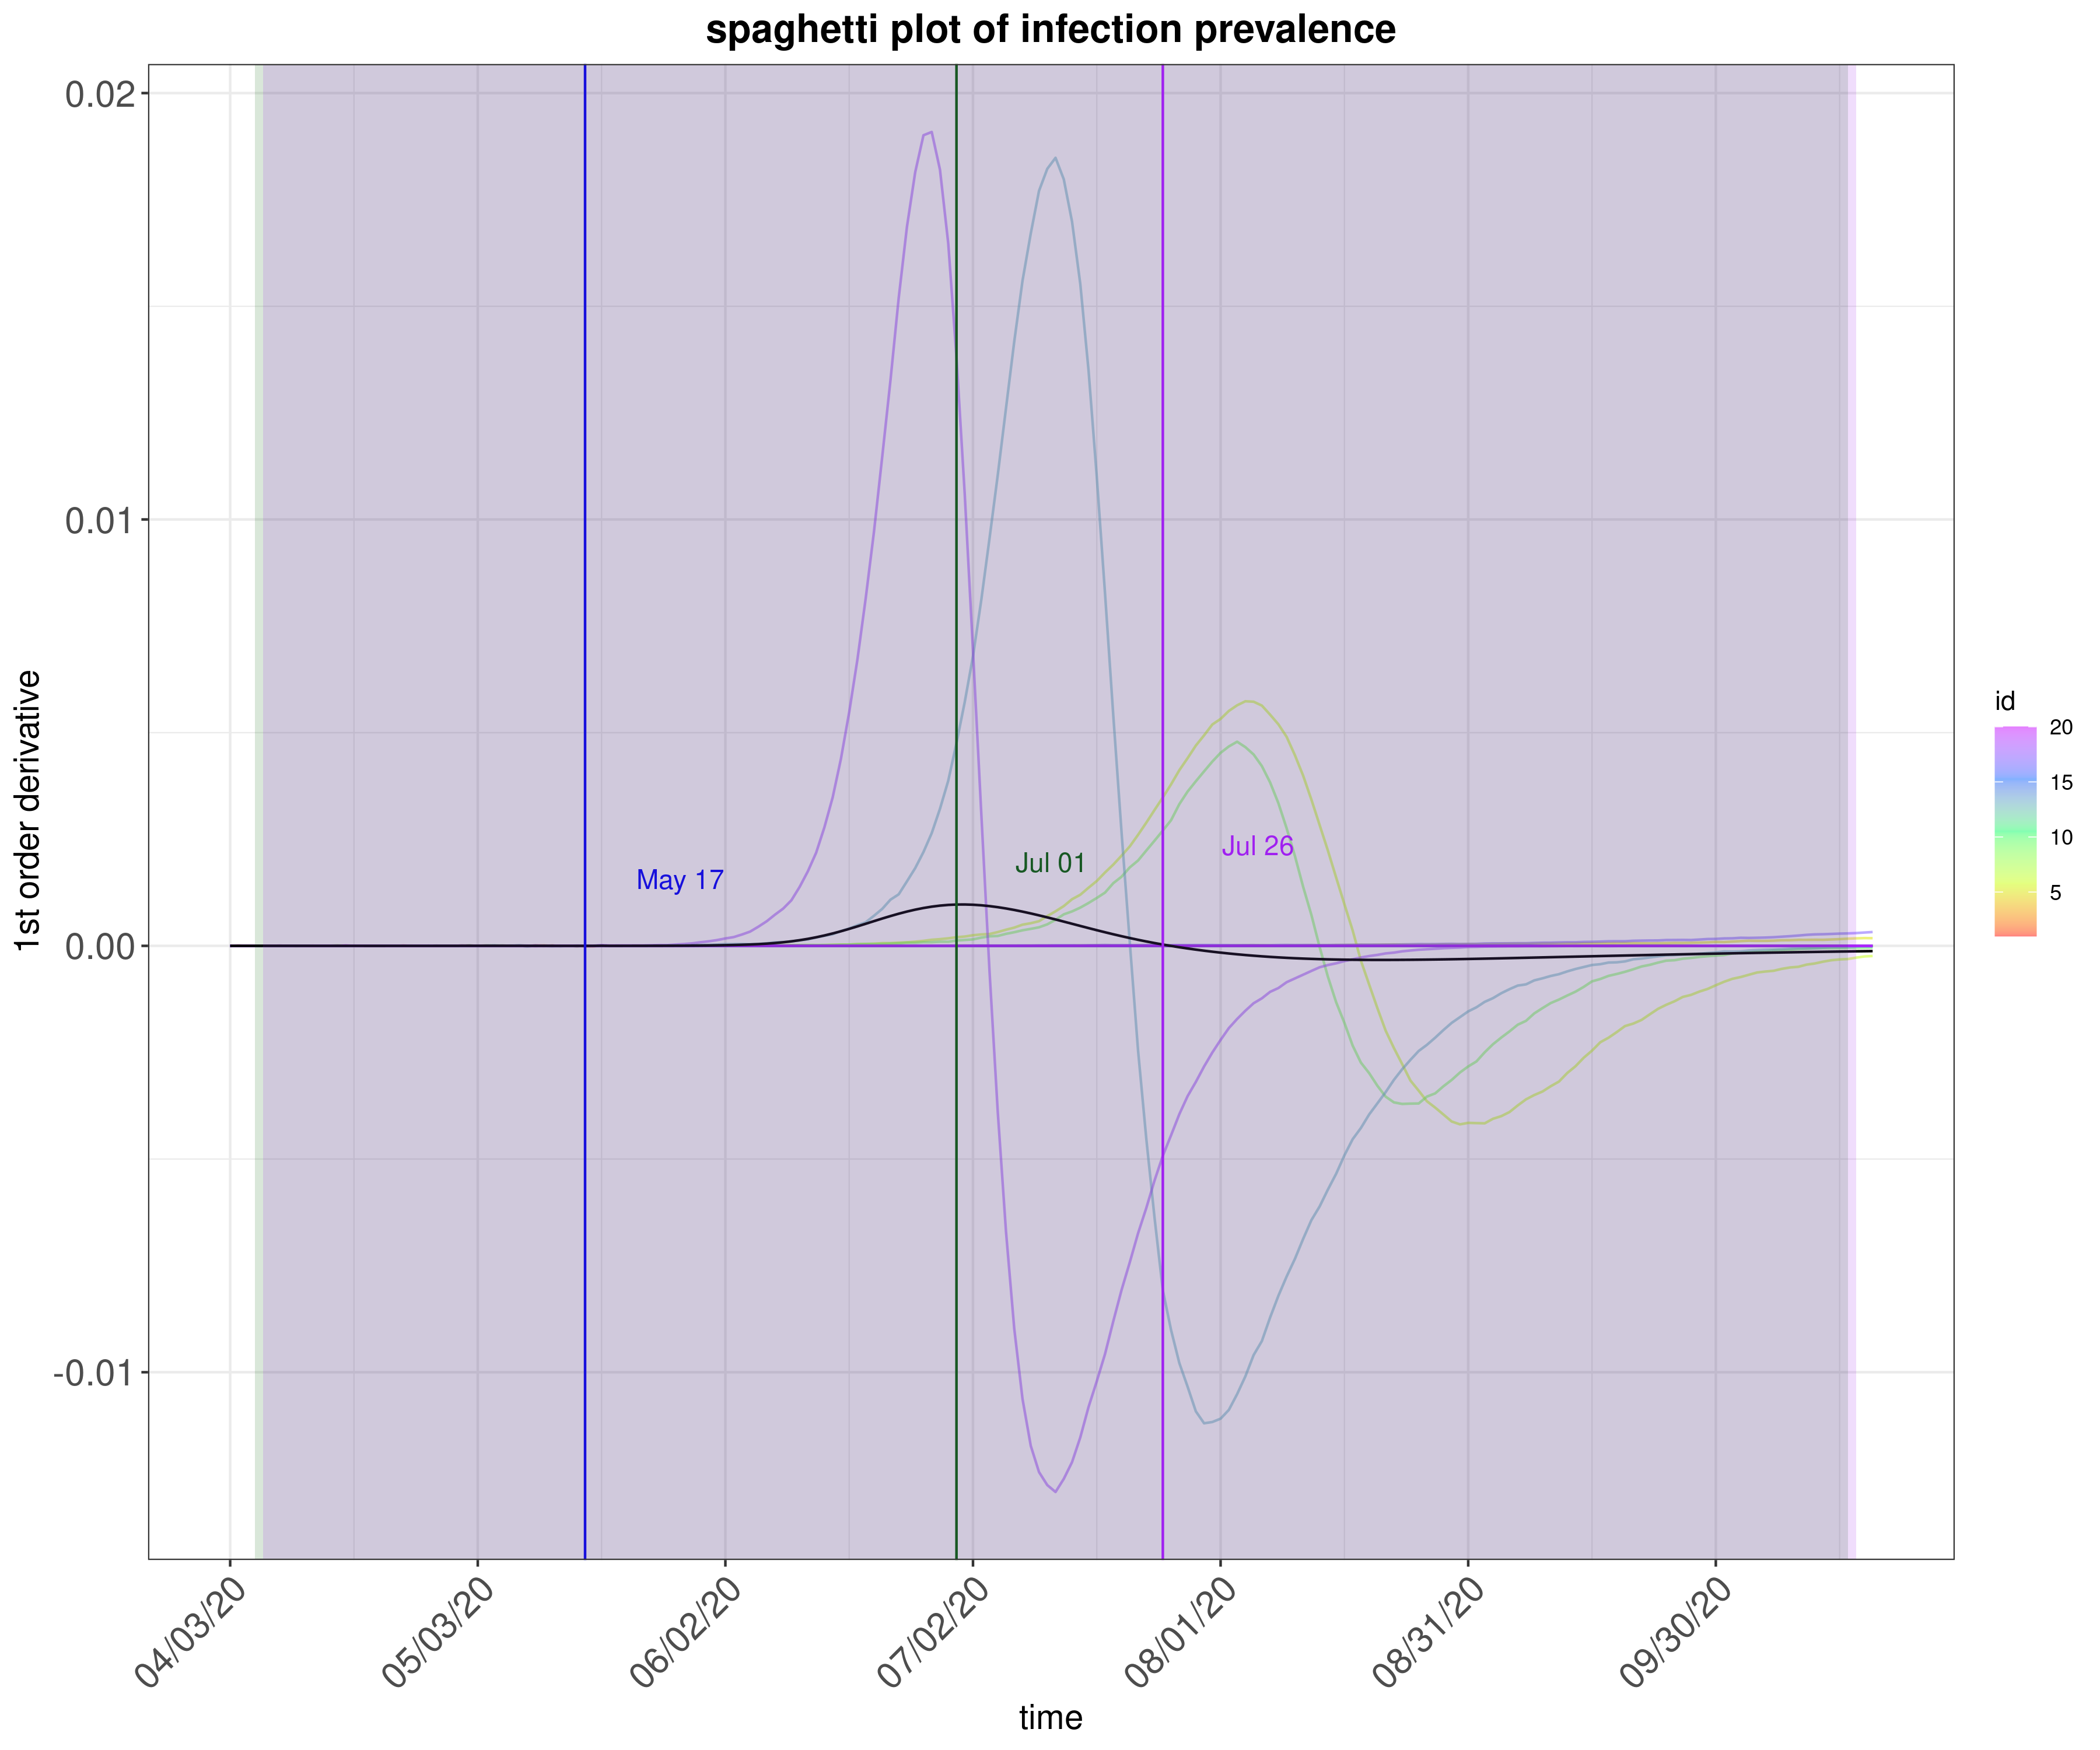 spaghetti plot of infection prevalence
0.02
0.01
0.00
-0.01
1st order derivative
May 17
Jul 01
Jul 26
04/03/20
05/03/20
06/02/20
07/02/20
08/01/20
08/31/20
09/30/20
time
id
20
15
10
5